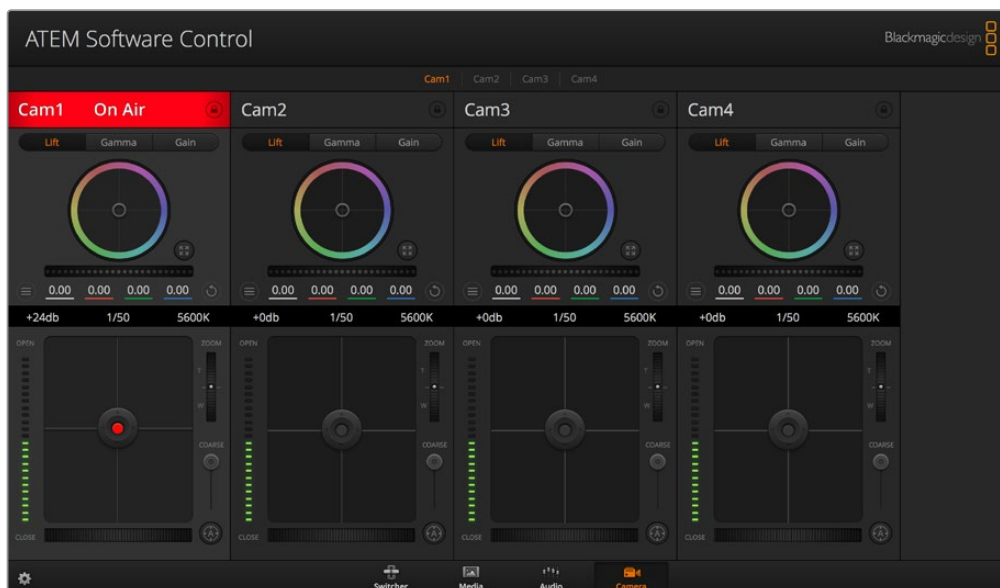 ATEM Software Control
Blackmagicdesign
Cam1 Cam2 Cam3 Cam4
Cam1 On Air Cam2 Cam3 Cam4
Lift Gamma Gain Lift Gamma Gain Lift Gamma Gain Lift Gamma Gain
0.00 0.00 0.00 0.00 0.00 0.00 0.00 0.00 0.00 0.00 0.00 0.00 0.00 0.00 0.00 0.00
+24db 1/50 5600K +0db 1/50 5600K +0db 1/50 5600K +0db 1/50 5600K
OPEN ZOOM OPEN ZOOM OPEN ZOOM OPEN ZOOM
T T T T
W W W W
COARSE COARSE COARSE COARSE
CLOSE A CLOSE A CLOSE A CLOSE A
Switcher Media Audio Camera